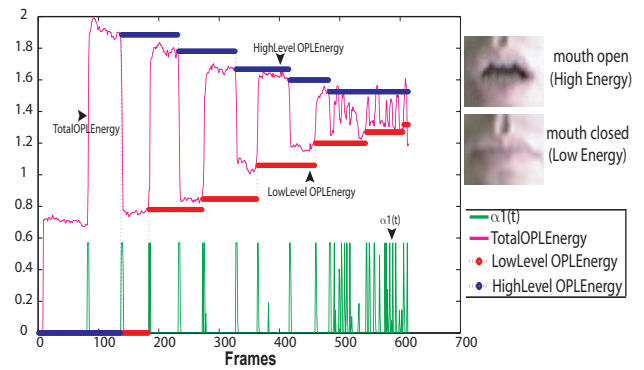 2
1.8
1.6
1.4
1.2
1
0.8
0.6
0.4
0.2
0
0
100
200
300
400
500
600
700
Frames
TotalOPLEnergy
HighLevel OPLEnergy
LowLevel OPLEnergy
α1(t)
mouth open
(High Energy)
mouth closed
(Low Energy)
α1(t)
TotalOPLEnergy
LowLevel OPLEnergy
HighLevel OPLEnergy